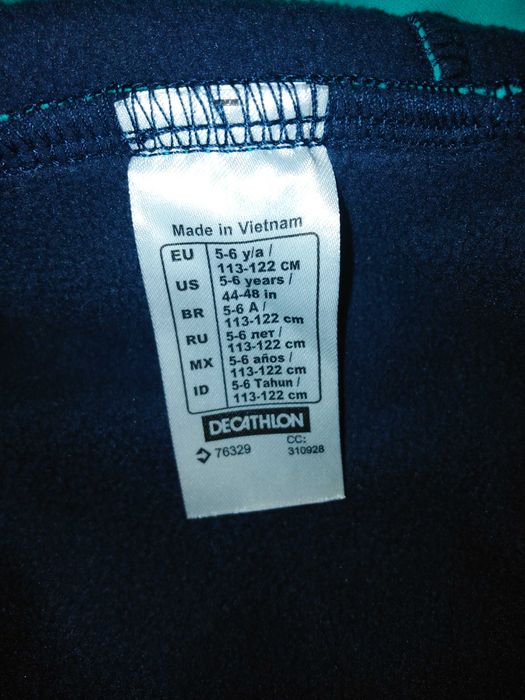 Made in Vietnam
EU 5-6 y/a /
113-122 CM
US 5-6 years /
44-48 in
BR 5-6 A /
113-122 cm
RU 5-6 лет /
113-122 cm
MX 5-6 años /
113-122 cm
ID 5-6 Tahun /
113-122 cm
DECATHLON
76329 CC:
310928